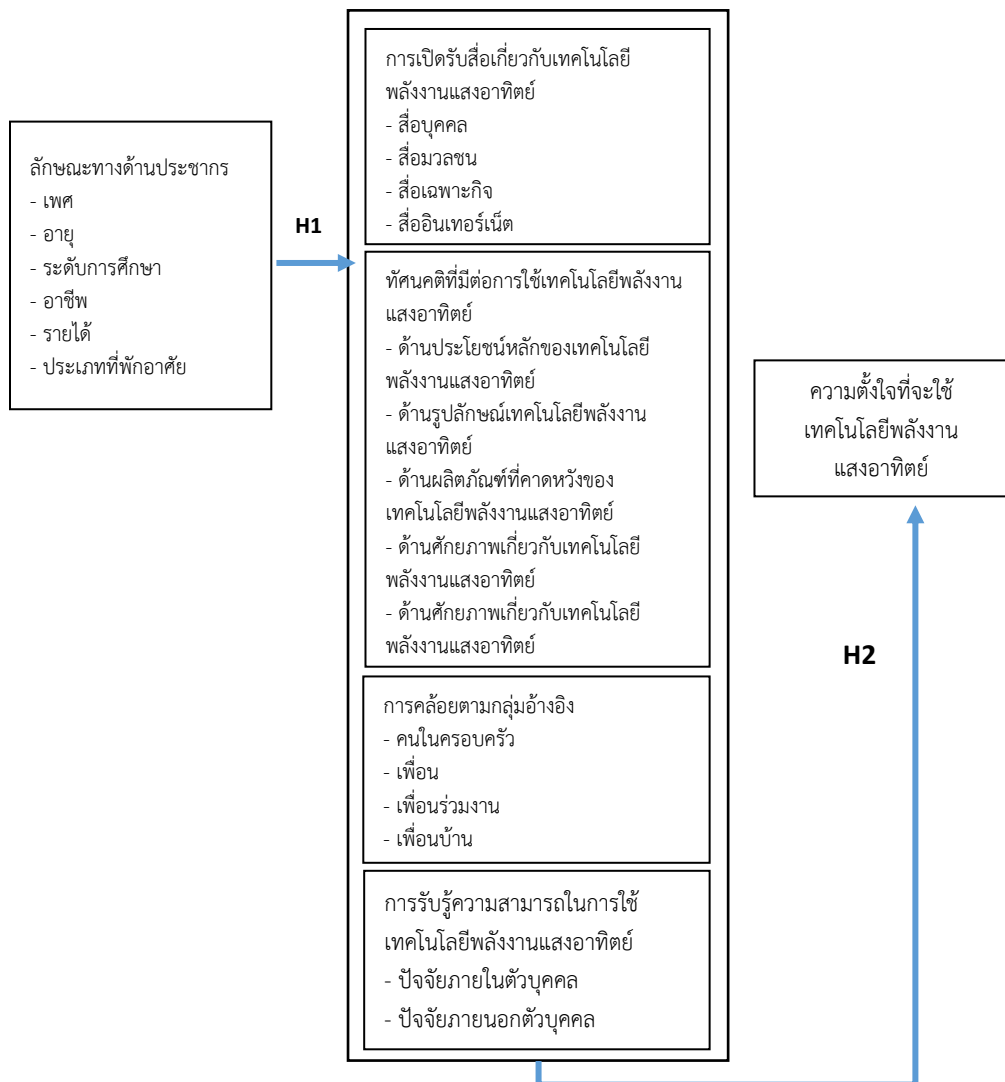 ลักษณะทางด้านประชากร
- เพศ
- อายุ
- ระดับการศึกษา
- อาชีพ
- รายได้
- ประเภทที่พักอาศัย
H1
การเปิดรับสื่อเกี่ยวกับเทคโนโลยี
พลังงานแสงอาทิตย์
- สื่อบุคคล
- สื่อมวลชน
- สื่อเฉพาะกิจ
- สื่ออินเทอร์เน็ต
ทัศนคติที่มีต่อการใช้เทคโนโลยีพลังงาน
แสงอาทิตย์
- ด้านประโยชน์หลักของเทคโนโลยี
พลังงานแสงอาทิตย์
- ด้านรูปลักษณ์เทคโนโลยีพลังงาน
แสงอาทิตย์
- ด้านผลิตภัณฑ์ที่คาดหวังของ
เทคโนโลยีพลังงานแสงอาทิตย์
- ด้านศักยภาพเกี่ยวกับเทคโนโลยี
พลังงานแสงอาทิตย์
- ด้านศักยภาพเกี่ยวกับเทคโนโลยี
พลังงานแสงอาทิตย์
การคล้อยตามกลุ่มอ้างอิง
- คนในครอบครัว
- เพื่อน
- เพื่อนร่วมงาน
- เพื่อนบ้าน
การรับรู้ความสามารถในการใช้
เทคโนโลยีพลังงานแสงอาทิตย์
- ปัจจัยภายในตัวบุคคล
- ปัจจัยภายนอกตัวบุคคล
ความตั้งใจที่จะใช้
เทคโนโลยีพลังงาน
แสงอาทิตย์
H2